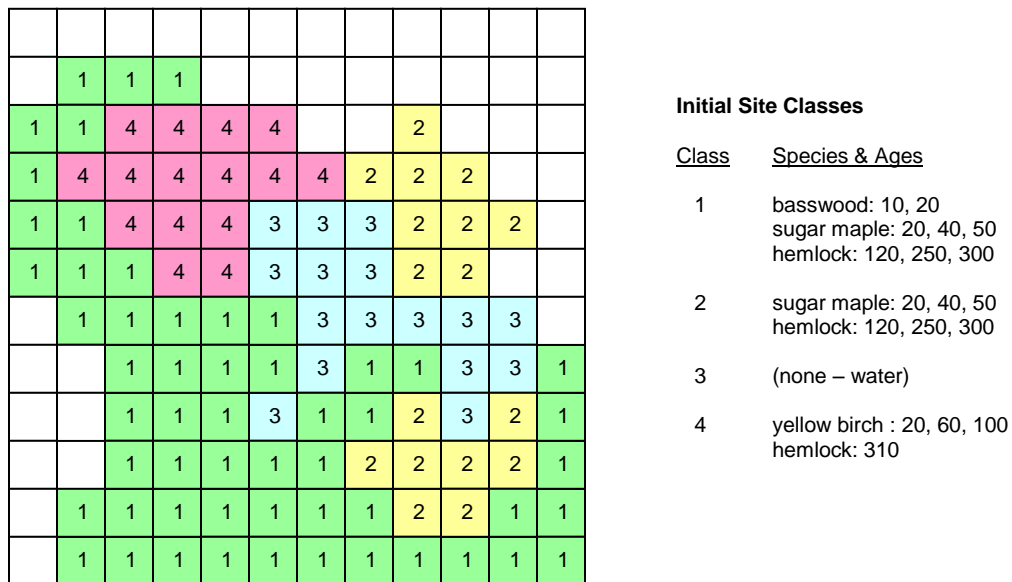 1 1 1
1 1 4 4 4 4 2
1 4 4 4 4 4 4 2 2 2
1 1 4 4 4 3 3 3 2 2 2
1 1 1 4 4 3 3 3 2 2
1 1 1 1 1 3 3 3 3 3
1 1 1 1 3 1 1 3 3 1
1 1 1 3 1 1 2 3 2 1
1 1 1 1 1 2 2 2 2 1
1 1 1 1 1 1 1 2 2 1 1
1 1 1 1 1 1 1 1 1 1 1
Initial Site Classes
Class Species & Ages
1 basswood: 10, 20
sugar maple: 20, 40, 50
hemlock: 120, 250, 300
2 sugar maple: 20, 40, 50
hemlock: 120, 250, 300
3 (none – water)
4 yellow birch : 20, 60, 100
hemlock: 310